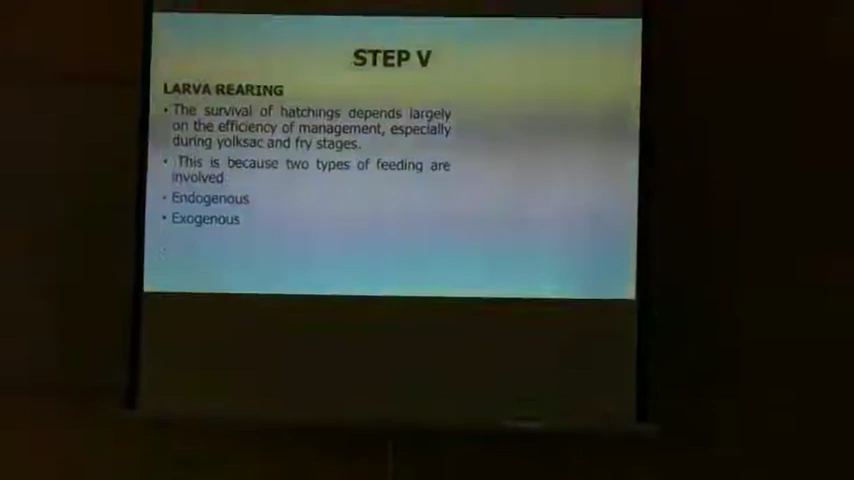 STEP V
LARVA REARING
• The survival of hatchings depends largely
on the efficiency of management, especially
during yolksac and fry stages.
• This is because two types of feeding are
involved
• Endogenous
• Exogenous
•